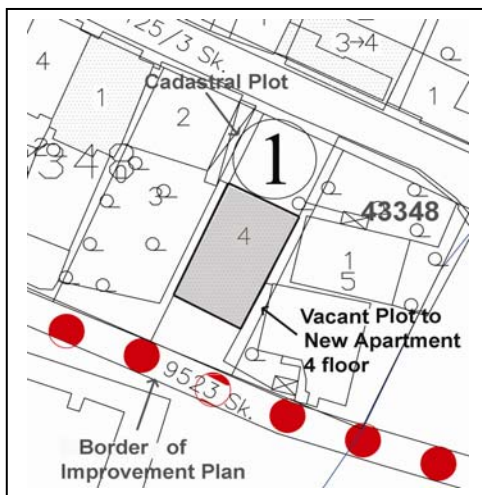 725/3 Sk.
3→4
4
1
2
1
Cadastral Plot
1
3
43348
4
1
5
Vacant Plot to
New Apartment
4 floor
9523 Sk.
Border of
Improvement Plan